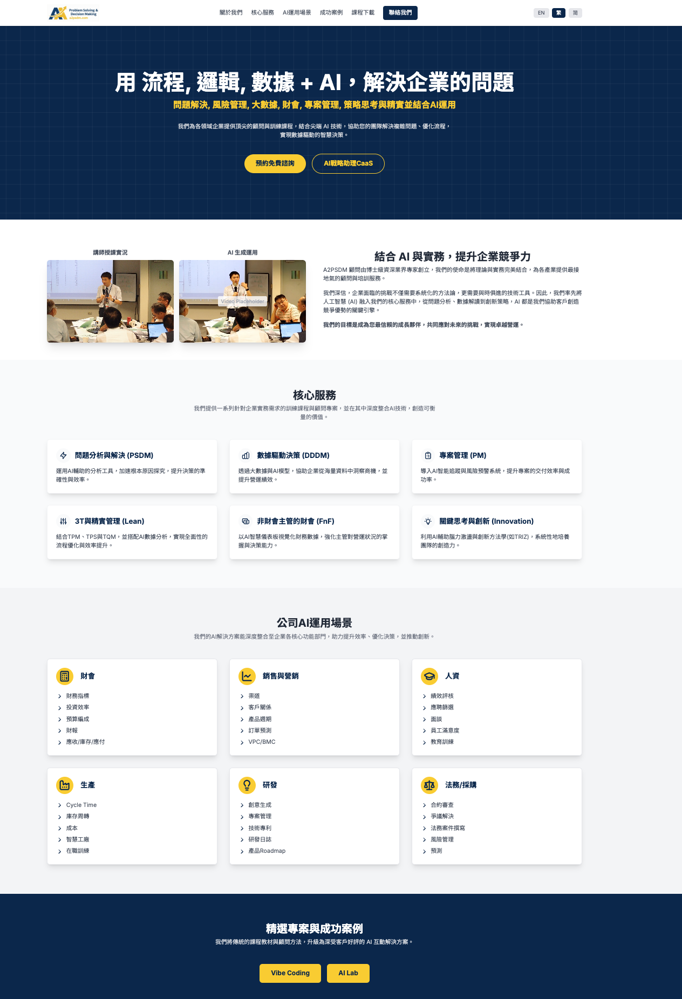 Problem Solving &
Decision Making
a2psdm.com
關於我們
核心服務
AI運用場景
成功案例
課程下載
聯絡我們
EN
繁
简
用 流程, 邏輯, 數據 + AI，解決企業的問題
問題解決, 風險管理, 大數據, 財會, 專案管理, 策略思考與精實並結合AI運用
我們為各領域企業提供頂尖的顧問與訓練課程，結合尖端 AI 技術，協助您的團隊解決複雜問題、優化流程，
實現數據驅動的智慧決策。
預約免費諮詢
AI戰略助理CaaS
講師授課實況
AI 生成運用
Video Placeholder
結合 AI 與實務，提升企業競爭力
A2PSDM 顧問由博士級資深業界專家創立，我們的使命是將理論與實務完美結合，為各產業提供最接
地氣的顧問與培訓服務。
我們深信，企業面臨的挑戰不僅需要系統化的方法論，更需要與時俱進的技術工具。因此，我們率先將
人工智慧 (AI) 融入我們的核心服務中，從問題分析、數據解讀到創新策略，AI 都是我們協助客戶創造
競爭優勢的關鍵引擎。
我們的目標是成為您最信賴的成長夥伴，共同應對未來的挑戰，實現卓越營運。
核心服務
我們提供一系列針對企業實務需求的訓練課程與顧問專案，並在其中深度整合AI技術，創造可衡
量的價值。
問題分析與解決 (PSDM)
運用AI輔助的分析工具，加速根本原因探究，提升決策的準
確性與效率。
數據驅動決策 (DDDM)
透過大數據與AI模型，協助企業從海量資料中洞察商機，並
提升營運績效。
專案管理 (PM)
導入AI智能追蹤與風險預警系統，提升專案的交付效率與成
功率。
3T與精實管理 (Lean)
結合TPM、TPS與TQM，並搭配AI數據分析，實現全面性的
流程優化與效率提升。
非財會主管的財會 (FnF)
以AI智慧儀表板視覺化財務數據，強化主管對營運狀況的掌
握與決策能力。
關鍵思考與創新 (Innovation)
利用AI輔助腦力激盪與創新方法學(如TRIZ)，系統性地培養
團隊的創造力。
公司AI運用場景
我們的AI解決方案能深度整合至企業各核心功能部門，助力提升效率、優化決策，並推動創新。
財會
財務指標
投資效率
預算編成
財報
應收/庫存/應付
銷售與營銷
渠道
客戶關係
產品週期
訂單預測
VPC/BMC
人資
績效評核
應聘篩選
面談
員工滿意度
教育訓練
生產
Cycle Time
庫存周轉
成本
智慧工廠
在職訓練
研發
創意生成
專案管理
技術專利
研發日誌
產品Roadmap
法務/採購
合約審查
爭議解決
法務案件撰寫
風險管理
預測
精選專案與成功案例
我們將傳統的課程教材與顧問方法，升級為深受客戶好評的 AI 互動解決方案。
Vibe Coding
AI Lab